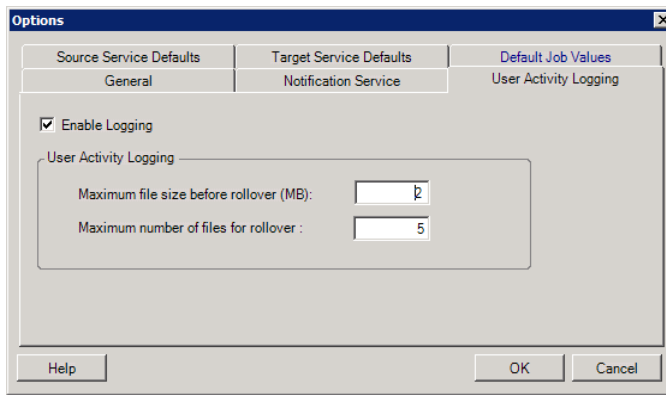 Options
Source Service Defaults Target Service Defaults Default Job Values
General Notification Service User Activity Logging
Enable Logging
User Activity Logging
Maximum file size before rollover (MB): 2
Maximum number of files for rollover : 5
Help OK Cancel